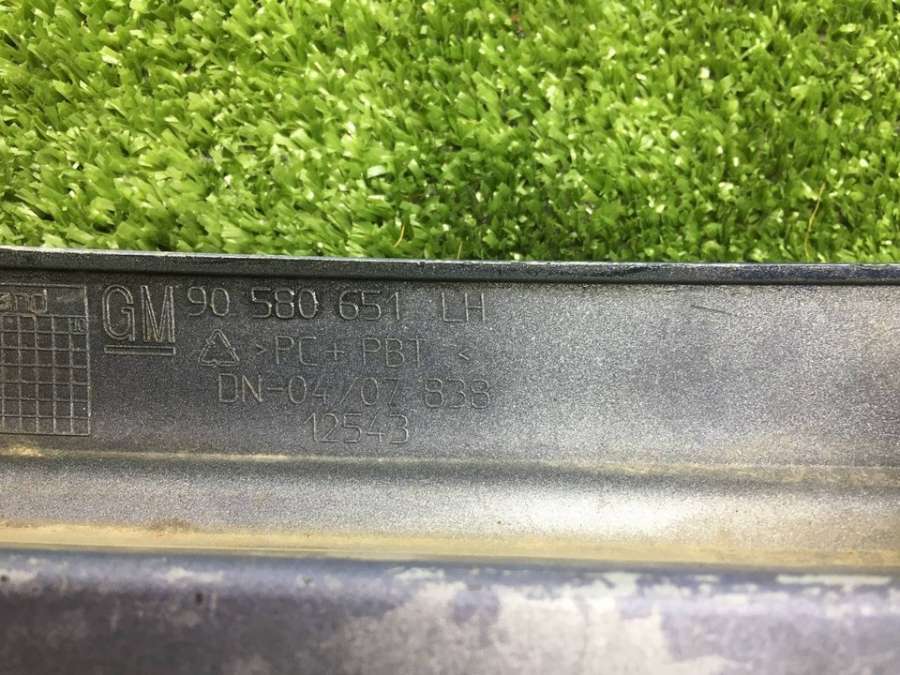 GM 90 580 651 LH
>PC+PBT<
DN-04/07 838
12543